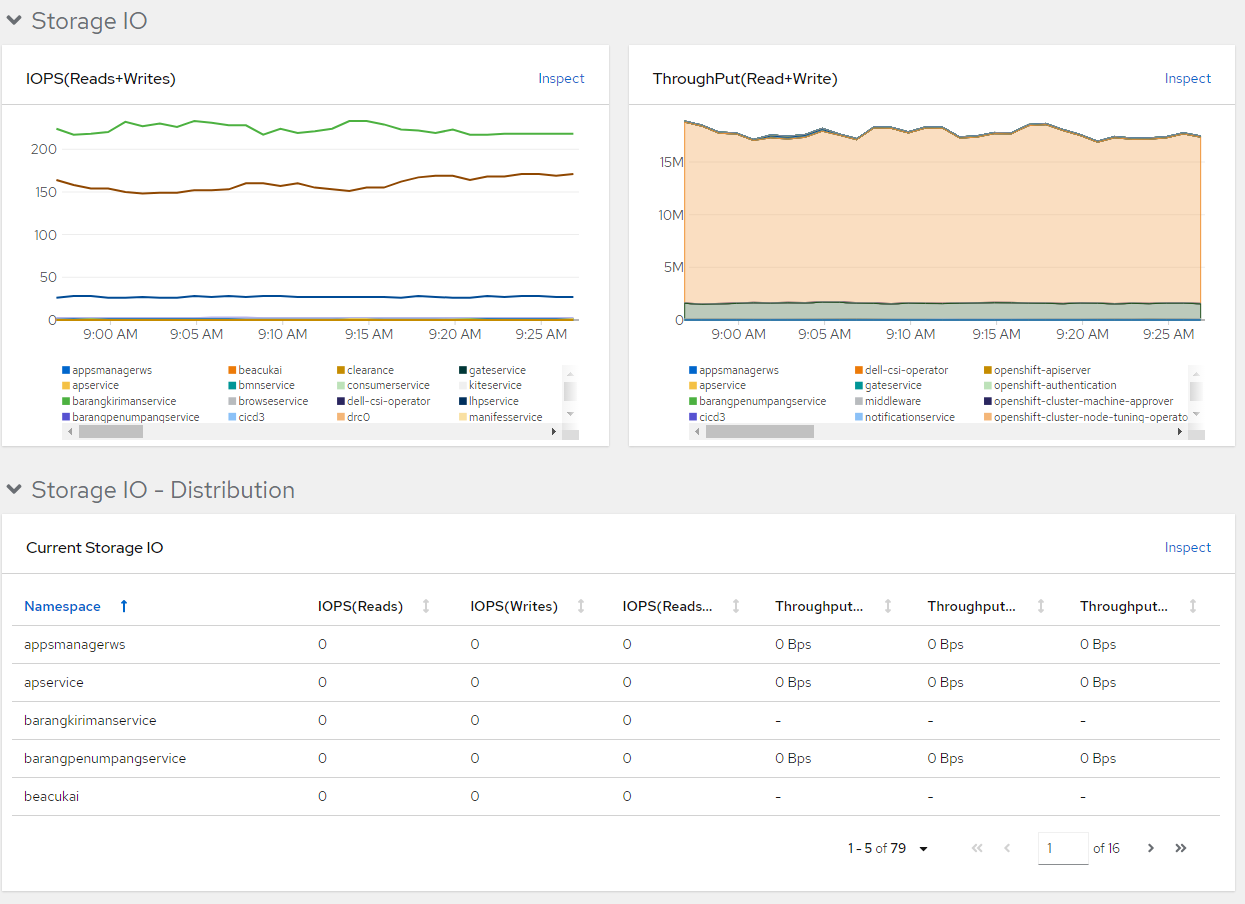 Storage IO
IOPS(Reads+Writes) Inspect
200
150
100
50
0
9:00 AM 9:05 AM 9:10 AM 9:15 AM 9:20 AM 9:25 AM
appsmanagerws beacukai clearance gateservice
apservice bmnservice consumerservice kiteservice
barangkirimanservice browseservice dell-csi-operator lhpservice
barangpenumpangservice cicd3 drc0 manifesservice
ThroughPut(Read+Write) Inspect
15M
10M
5M
0
9:00 AM 9:05 AM 9:10 AM 9:15 AM 9:20 AM 9:25 AM
appsmanagerws dell-csi-operator openshift-apiserver
apservice gateservice openshift-authentication
barangpenumpangservice middleware openshift-cluster-machine-approver
cicd3 notificationservice openshift-cluster-node-tuning-operato
Storage IO - Distribution
Current Storage IO Inspect
Namespace IOPS(Reads) IOPS(Writes) IOPS(Reads... Throughput... Throughput... Throughput...
appsmanagerws 0 0 0 0 Bps 0 Bps 0 Bps
apservice 0 0 0 0 Bps 0 Bps 0 Bps
barangkirimanservice 0 0 0 - - -
barangpenumpangservice 0 0 0 0 Bps 0 Bps 0 Bps
beacukai 0 0 0 - - -
1 - 5 of 79 1 of 16